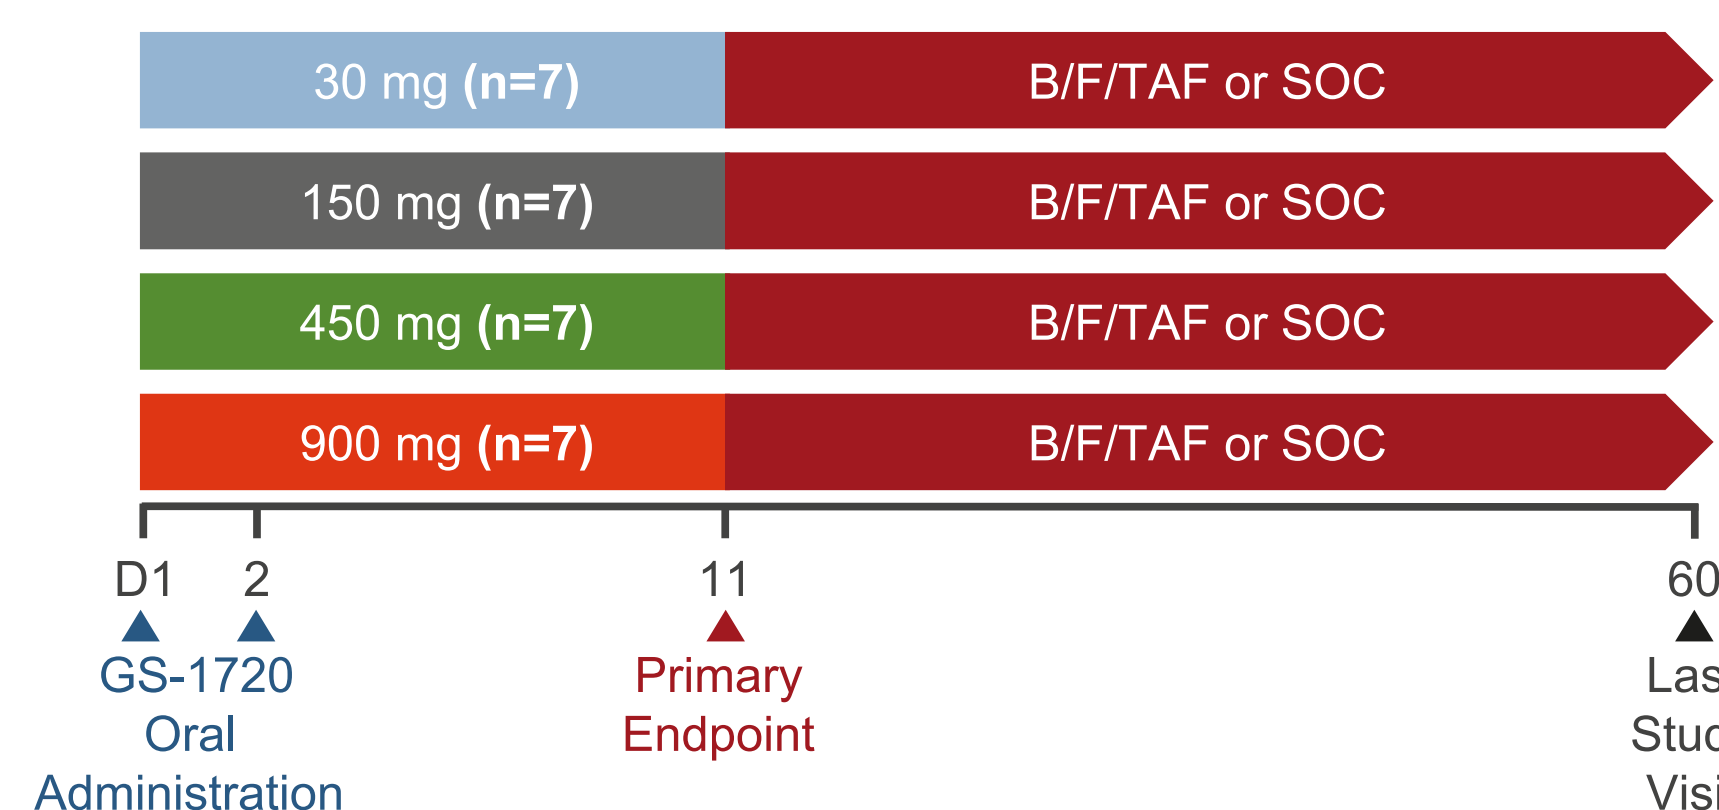 30 mg (n=7) B/F/TAF or SOC
150 mg (n=7) B/F/TAF or SOC
450 mg (n=7) B/F/TAF or SOC
900 mg (n=7) B/F/TAF or SOC
D1 2 11 60
GS-1720
Oral
Administration
Primary
Endpoint